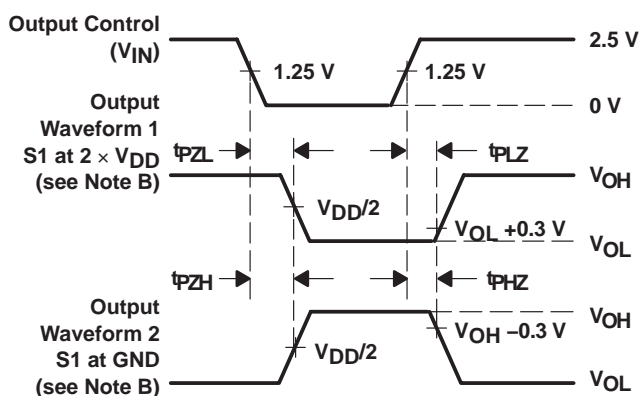 Output Control
(VIN)
2.5 V
1.25 V
1.25 V
0 V
Output
Waveform 1
S1 at 2 × VDD
(see Note B)
tPZL
tPLZ
VOH
VDD/2
VOL +0.3 V
VOL
tPZH
tPHZ
Output
Waveform 2
S1 at GND
(see Note B)
VOH
VOH –0.3 V
VDD/2
VOL